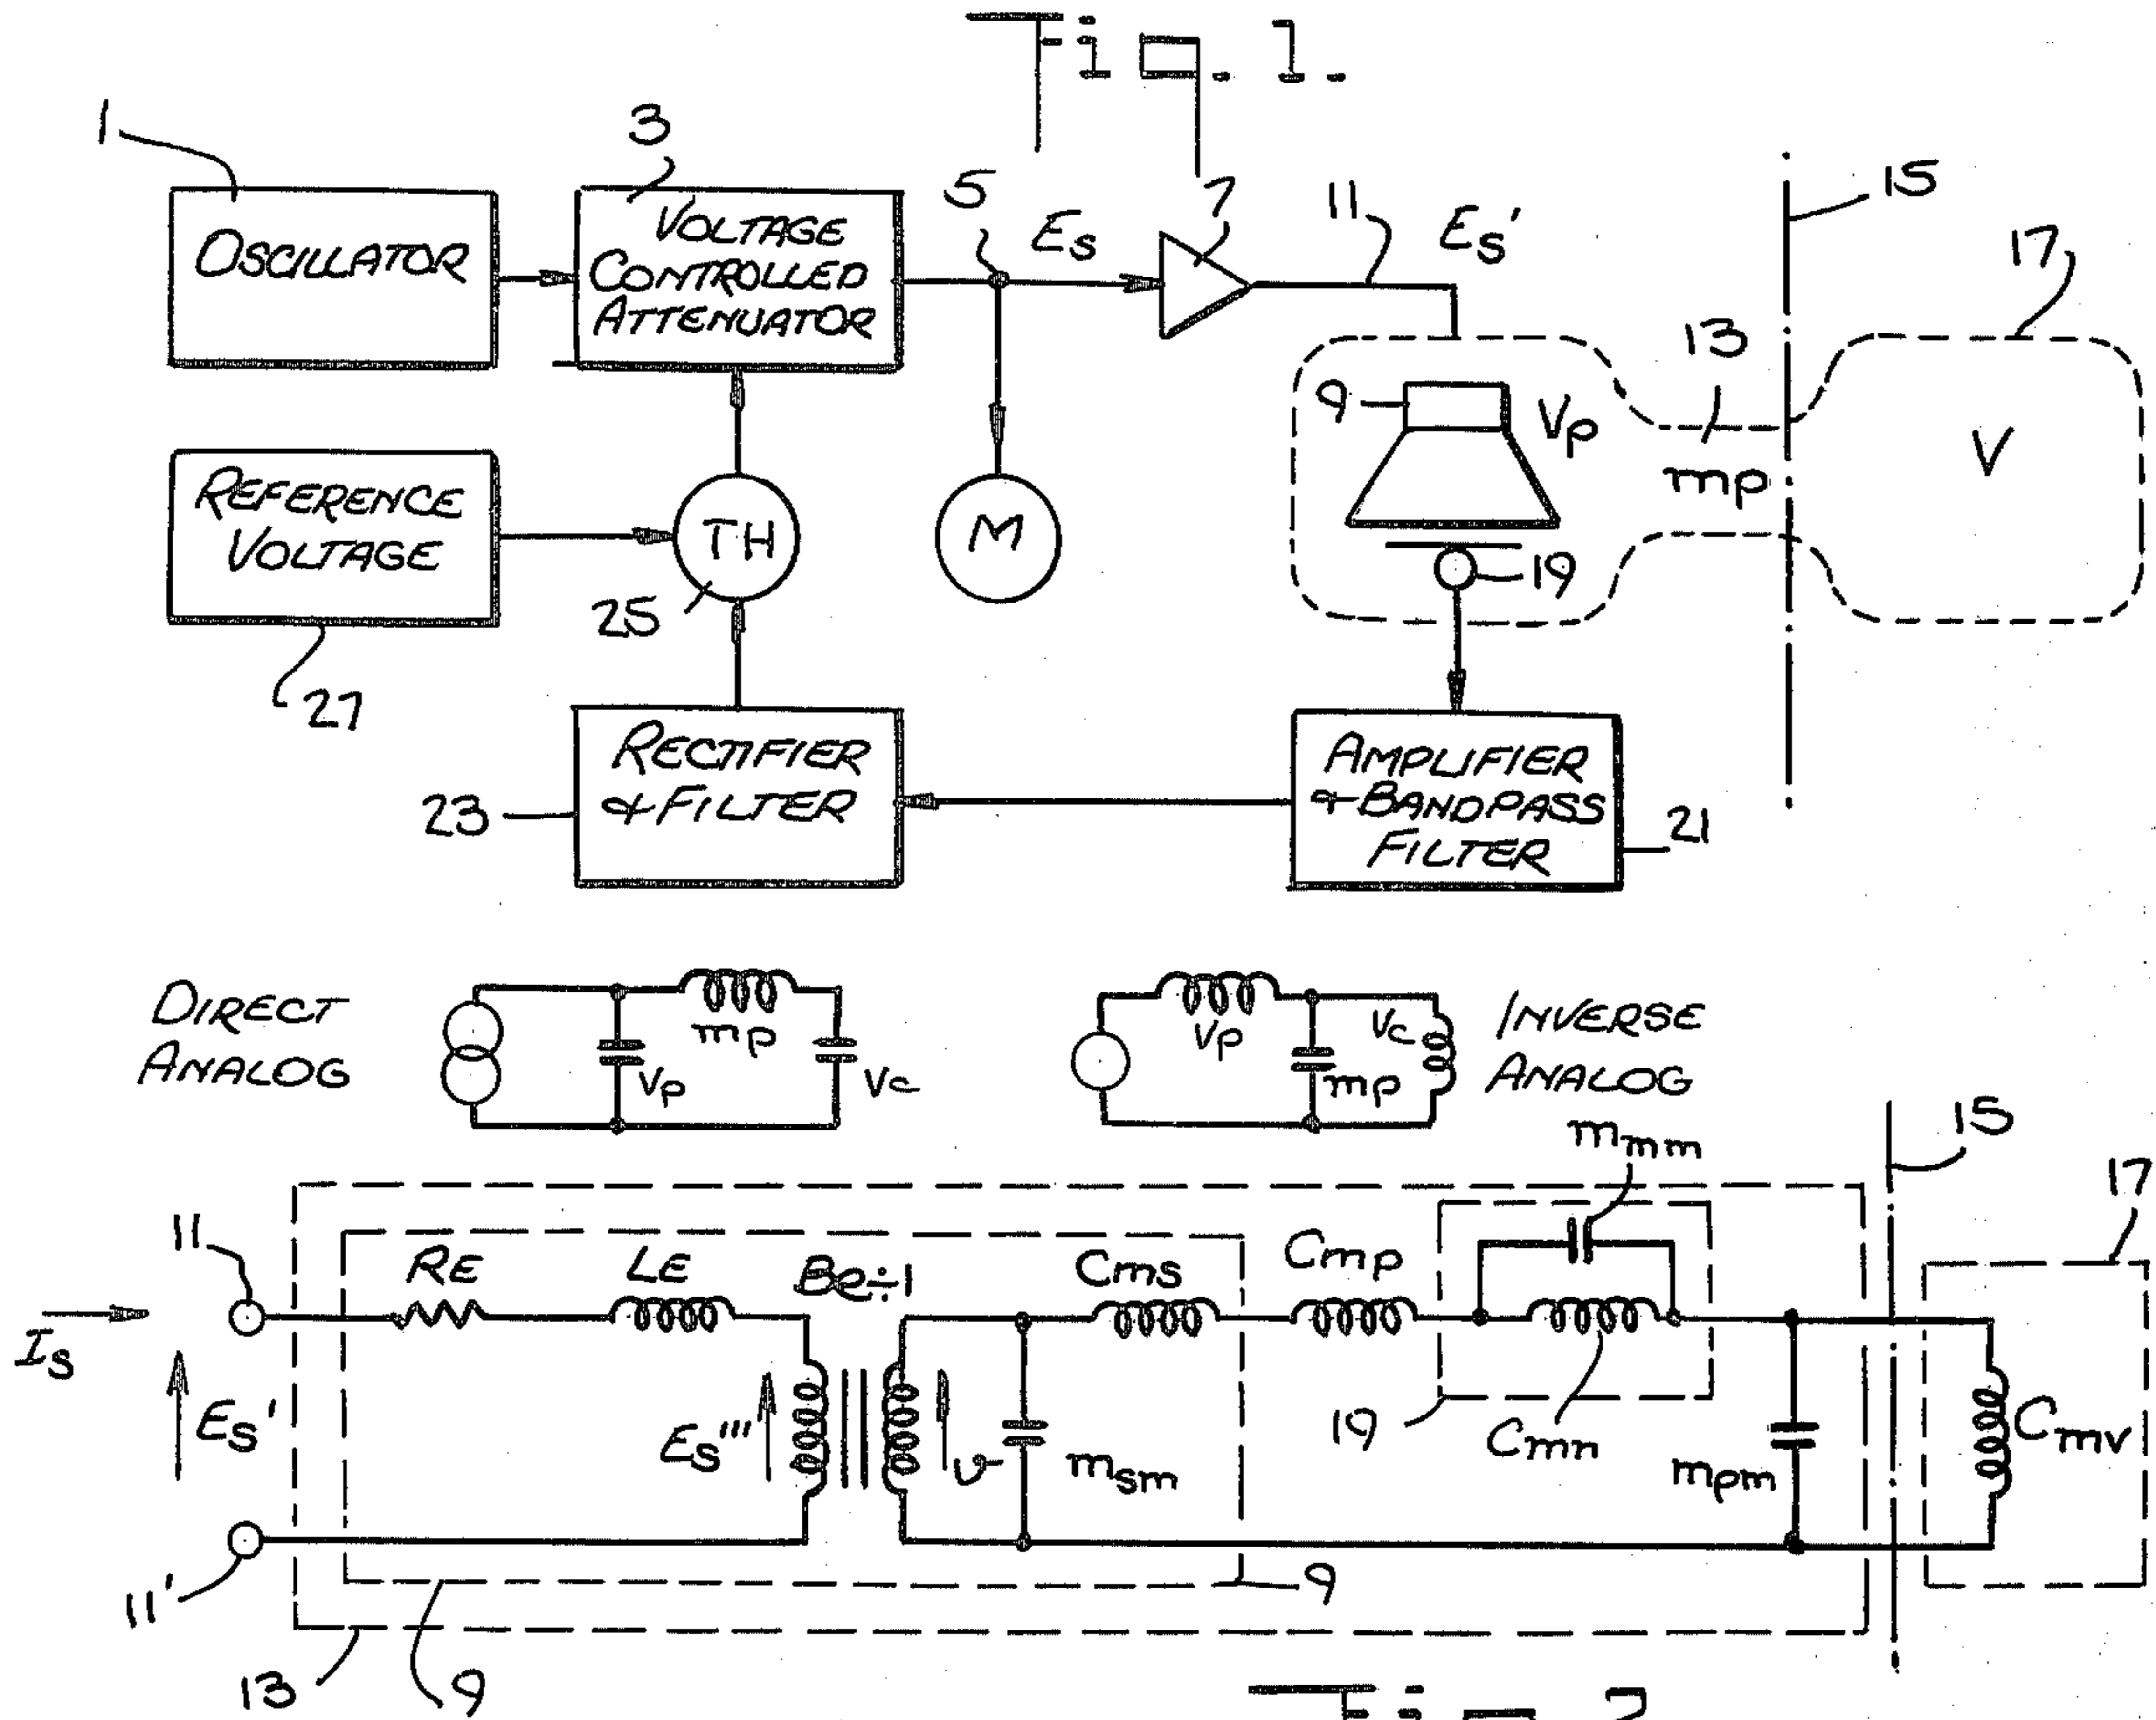 Fig. 1.
1
3
5
7
11
15
17
OSCILLATOR
VOLTAGE
CONTROLLED
ATTENUATOR
Es
Es'
13
9
Vp
mp
V
REFERENCE
VOLTAGE
TH
M
19
25
27
RECTIFIER
& FILTER
23
AMPLIFIER
& BANDPASS
FILTER
21
DIRECT
ANALOG
mp
Vp
Vc
Vp
mp
Vc
INVERSE
ANALOG
mmm
15
17
11
RE
LE
Be÷1
Cms
Cmp
Is
Es'
Es'''
v
msm
19
Cmn
mpm
Cmv
11'
9
13
9